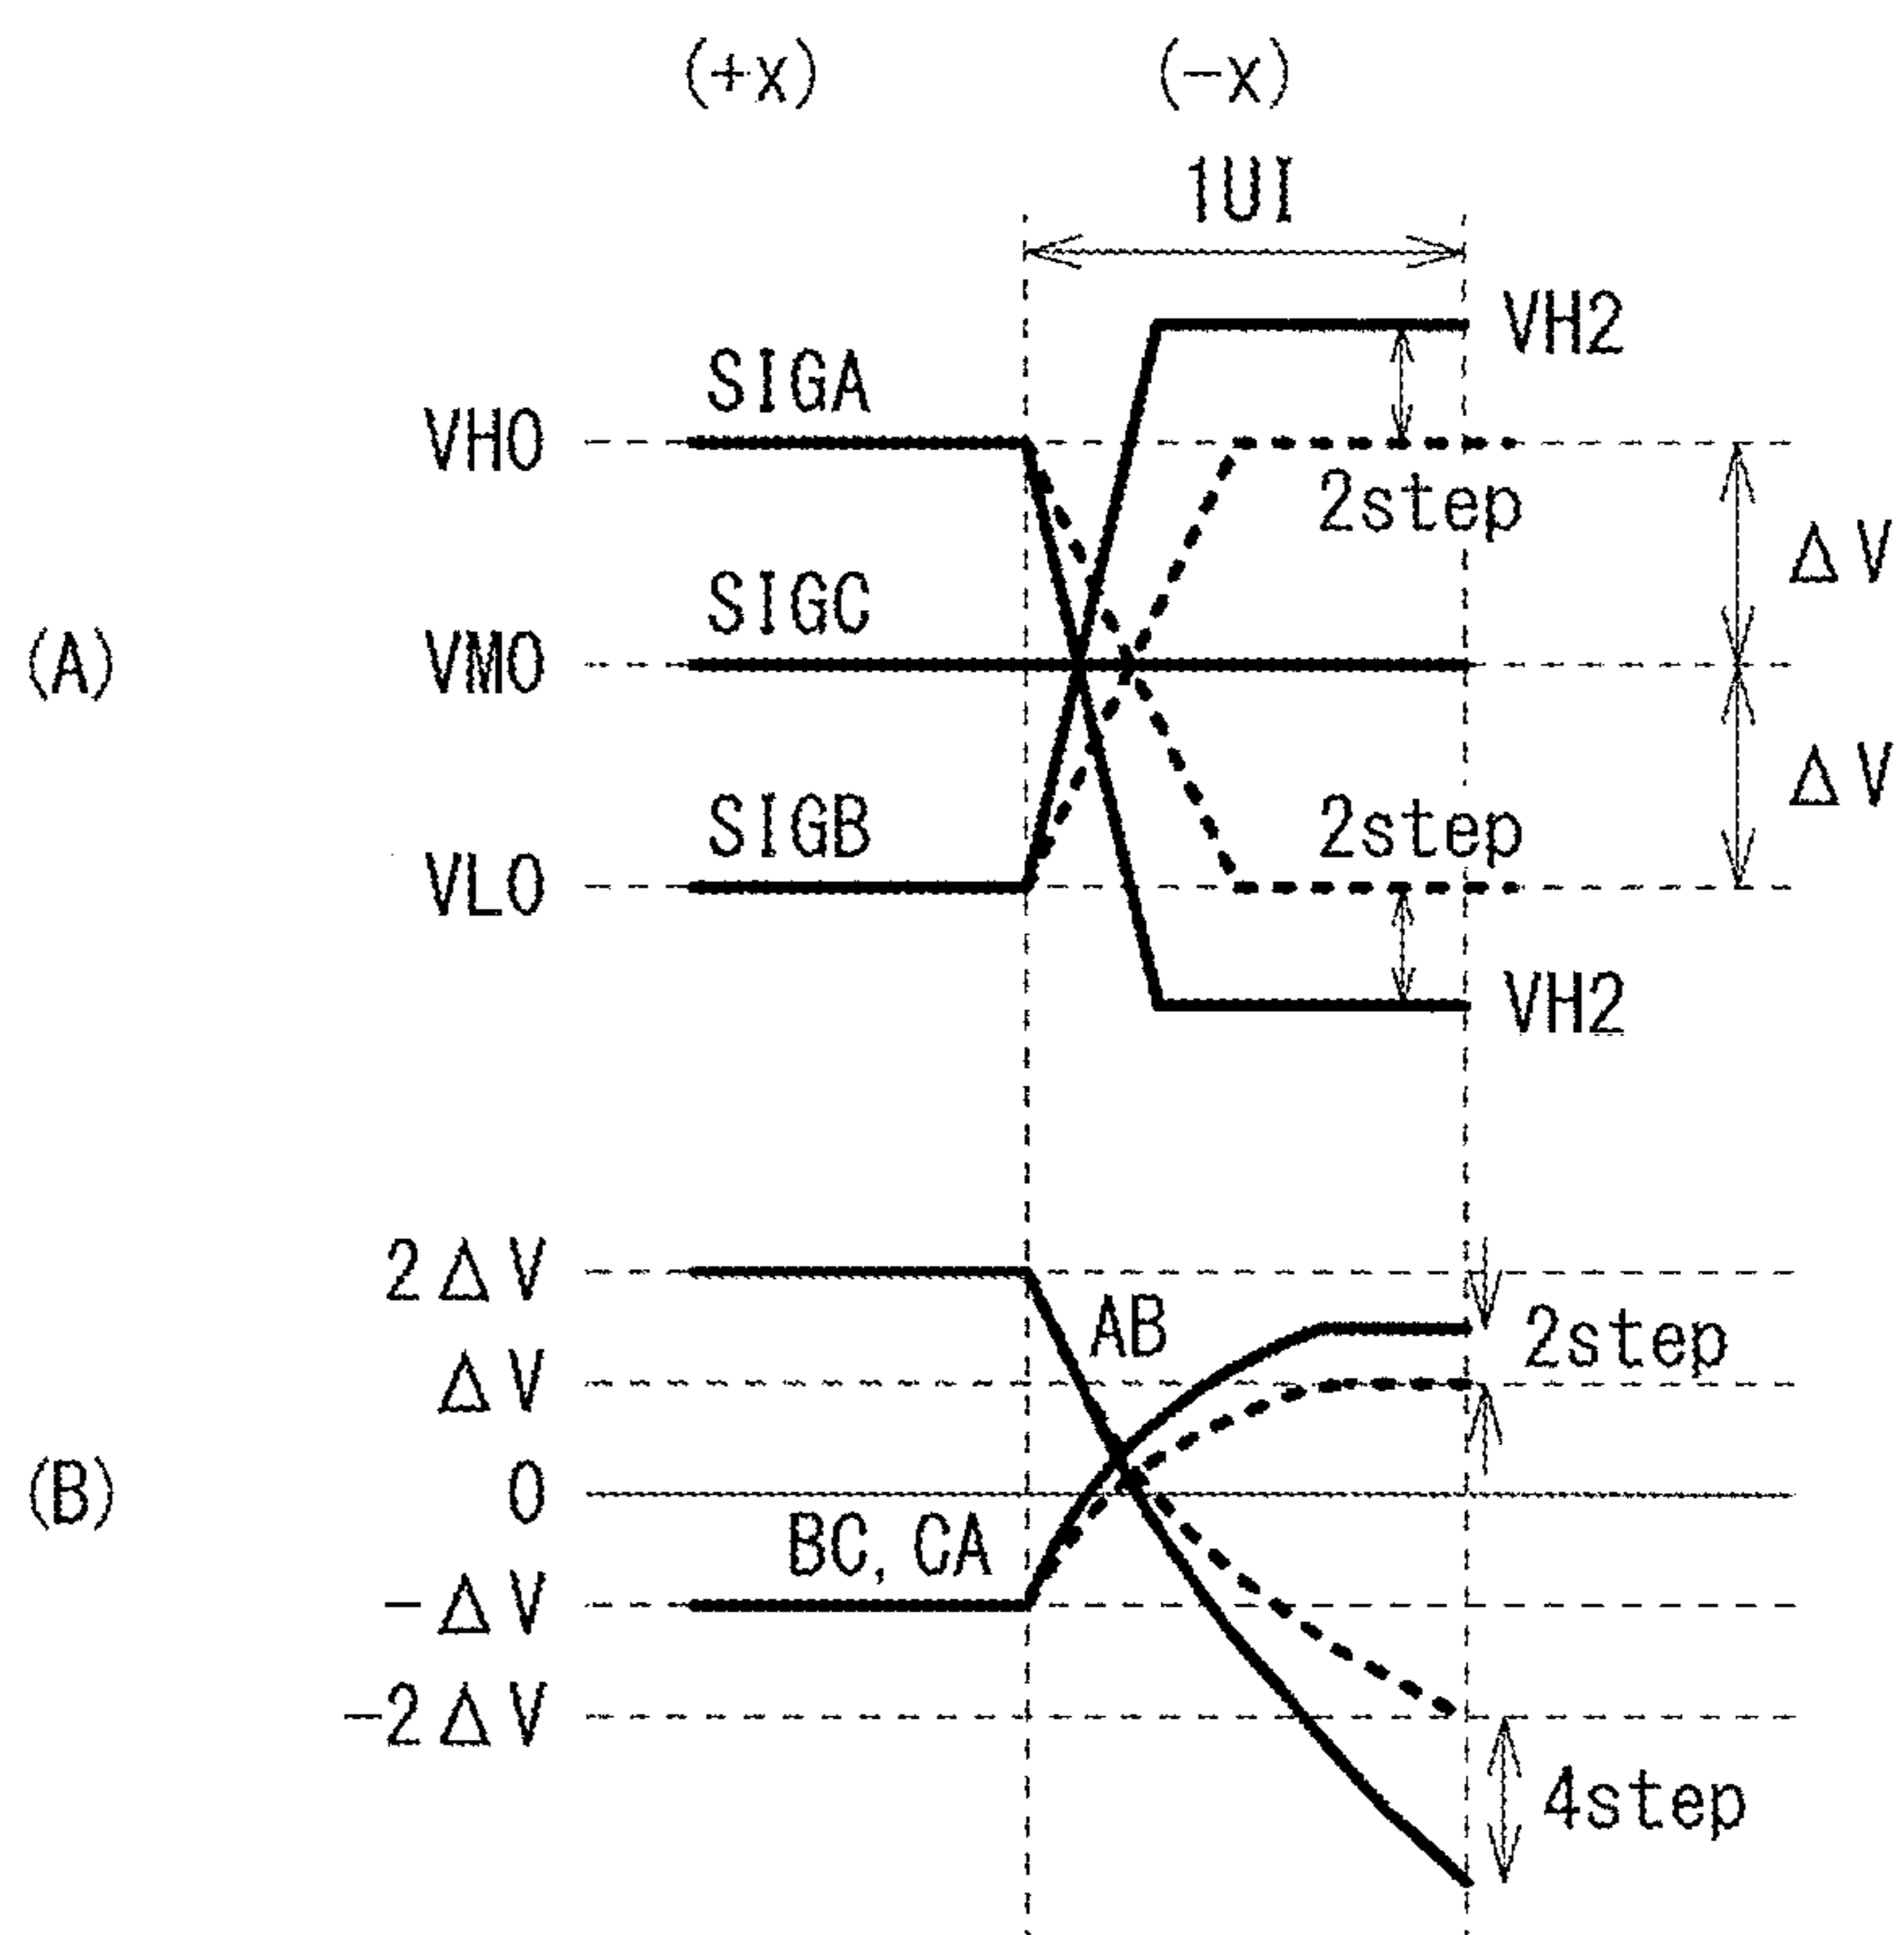 (+x)
(-x)
1UI
VH2
SIGA
VH0
2step
ΔV
SIGC
(A)
VM0
ΔV
SIGB
2step
VL0
VH2
2ΔV
AB
2step
ΔV
(B)
0
BC, CA
-ΔV
-2ΔV
4step